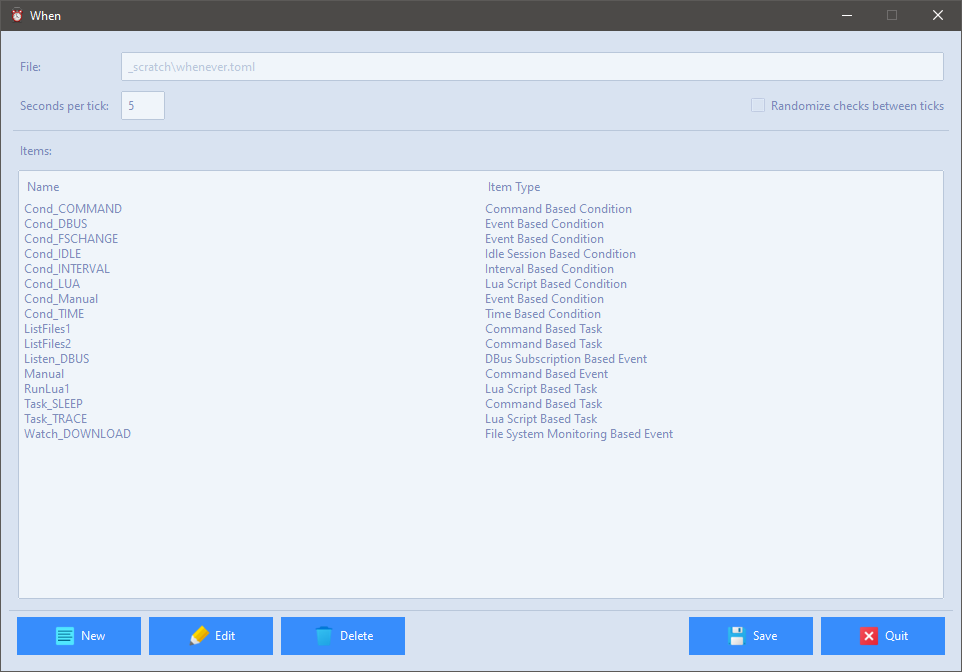 When
File: _scratch\whenever.toml
Seconds per tick: 5 Randomize checks between ticks
Items:
Name Item Type
Cond_COMMAND Command Based Condition
Cond_DBUS Event Based Condition
Cond_FSCHANGE Event Based Condition
Cond_IDLE Idle Session Based Condition
Cond_INTERVAL Interval Based Condition
Cond_LUA Lua Script Based Condition
Cond_Manual Event Based Condition
Cond_TIME Time Based Condition
ListFiles1 Command Based Task
ListFiles2 Command Based Task
Listen_DBUS DBus Subscription Based Event
Manual Command Based Event
RunLua1 Lua Script Based Task
Task_SLEEP Command Based Task
Task_TRACE Lua Script Based Task
Watch_DOWNLOAD File System Monitoring Based Event
New Edit Delete Save Quit